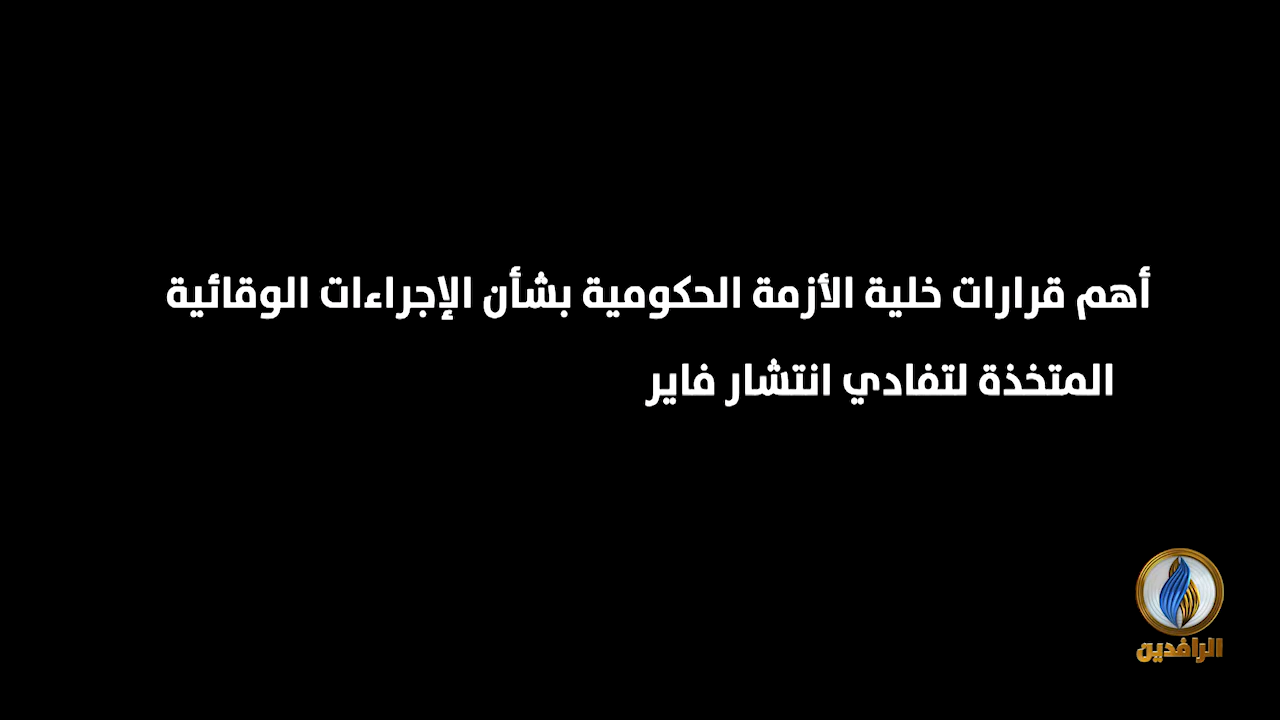 أهم قرارات خلية الأزمة الحكومية بشأن الإجراءات الوقائية
المتخذة لتفادي انتشار فاير
الرافدين